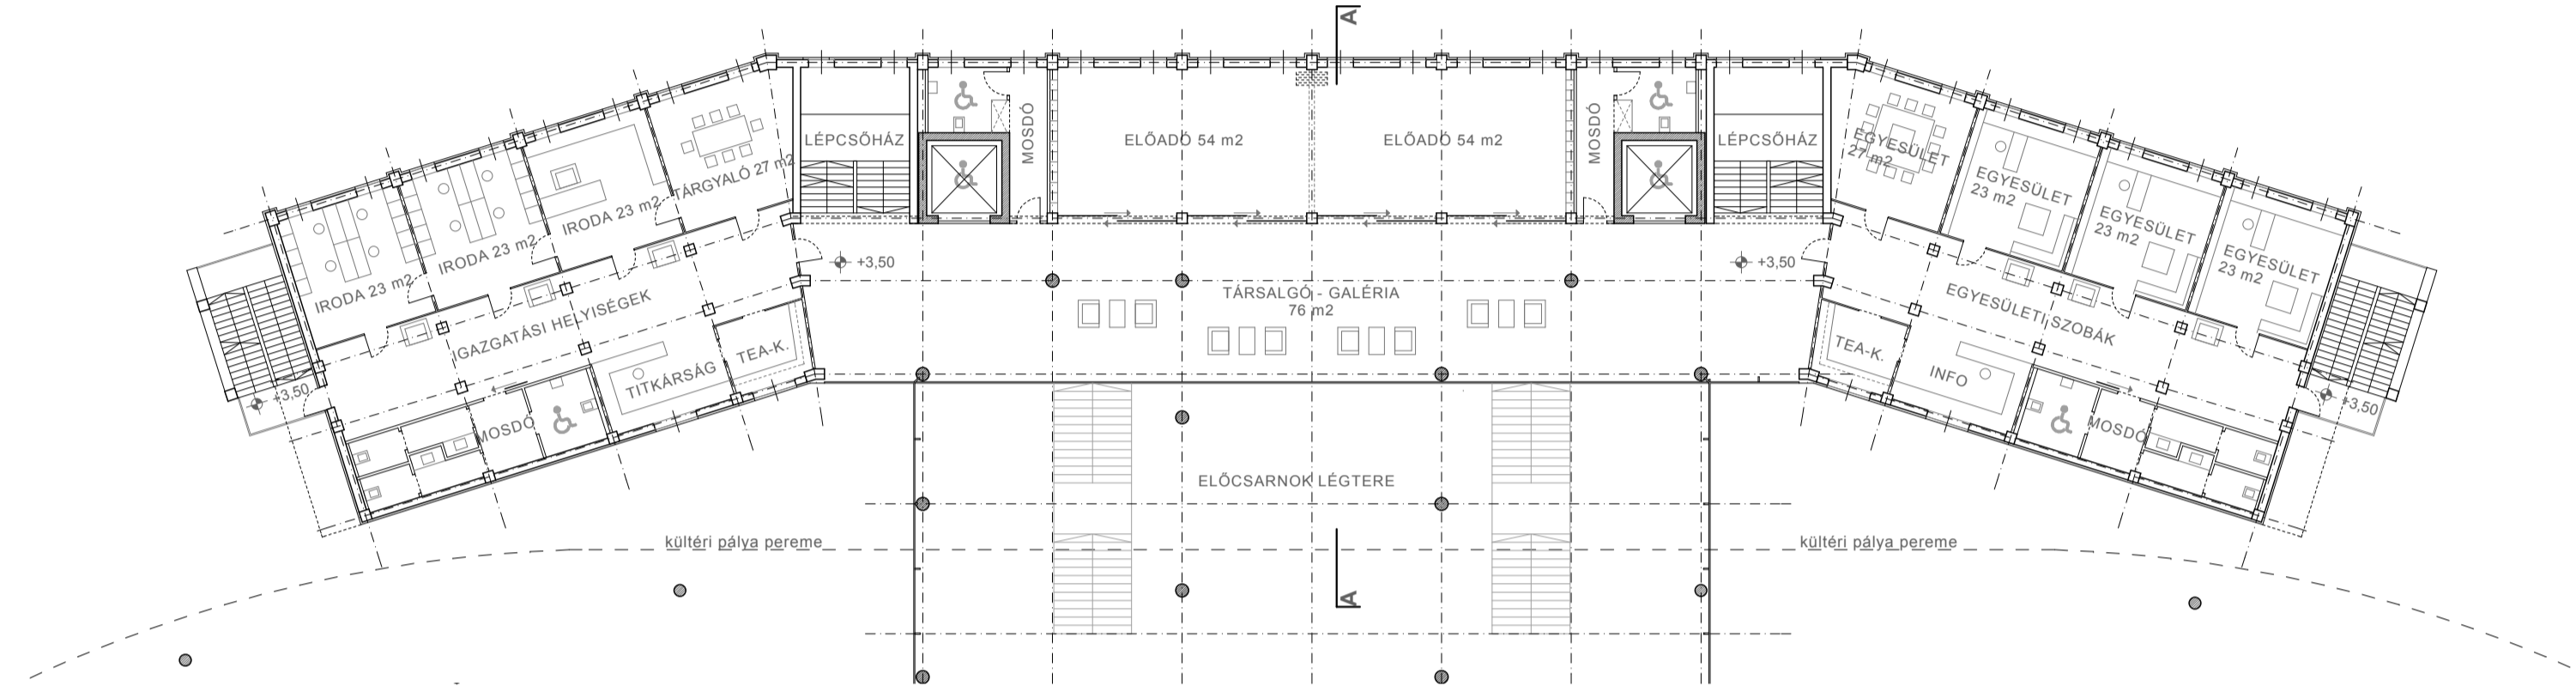 A
LÉPCSŐHÁZ
MOSDÓ
ELŐADÓ 54 m2
ELŐADÓ 54 m2
MOSDÓ
LÉPCSŐHÁZ
TÁRGYALÓ 27 m2
IRODA 23 m2
IRODA 23 m2
IRODA 23 m2
EGYESÜLET
27 m2
EGYESÜLET
23 m2
EGYESÜLET
23 m2
EGYESÜLET
23 m2
+3,50
+3,50
TÁRSALGÓ - GALÉRIA
76 m2
IGAZGATÁSI HELYISÉGEK
EGYESÜLETI SZOBÁK
TEA-K.
TITKÁRSÁG
TEA-K.
INFO
+3,50
+3,50
MOSDÓ
MOSDÓ
ELŐCSARNOK LÉGTERE
kültéri pálya pereme
kültéri pálya pereme
A